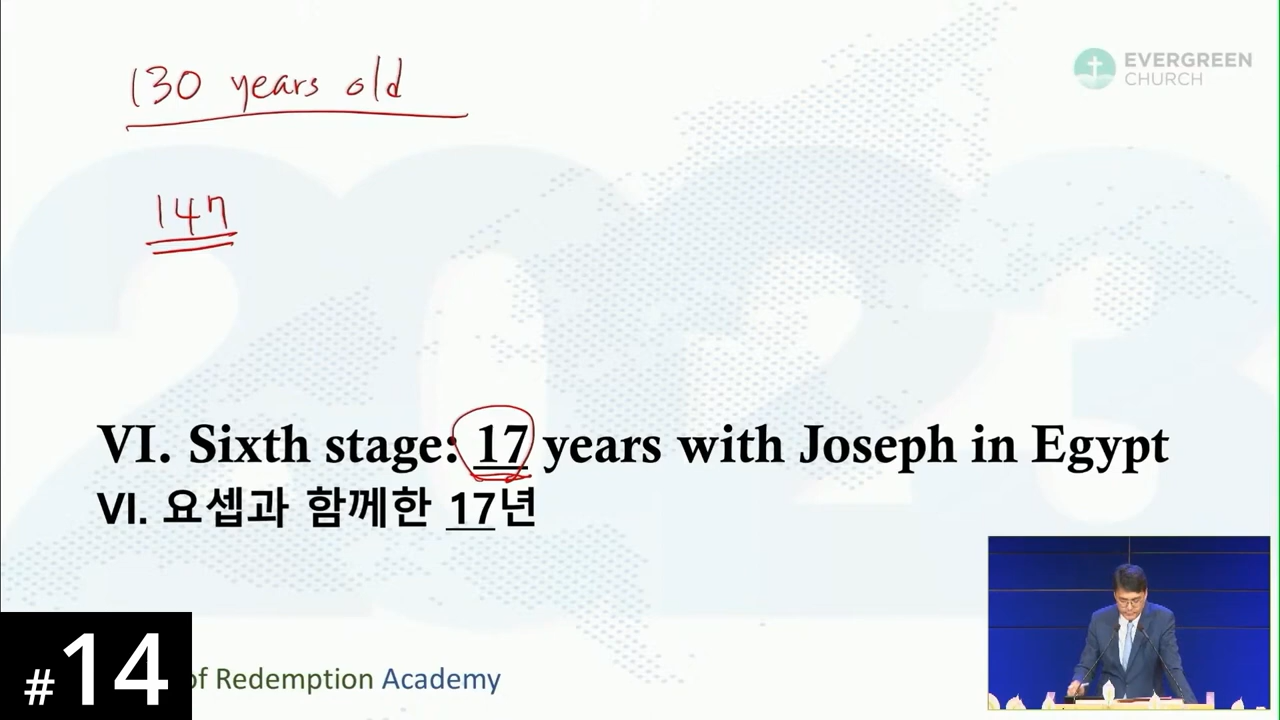 130 years old
EVERGREEN
CHURCH
147
VI. Sixth stage: 17 years with Joseph in Egypt
VI. 요셉과 함께한 17년
of Redemption Academy
#14